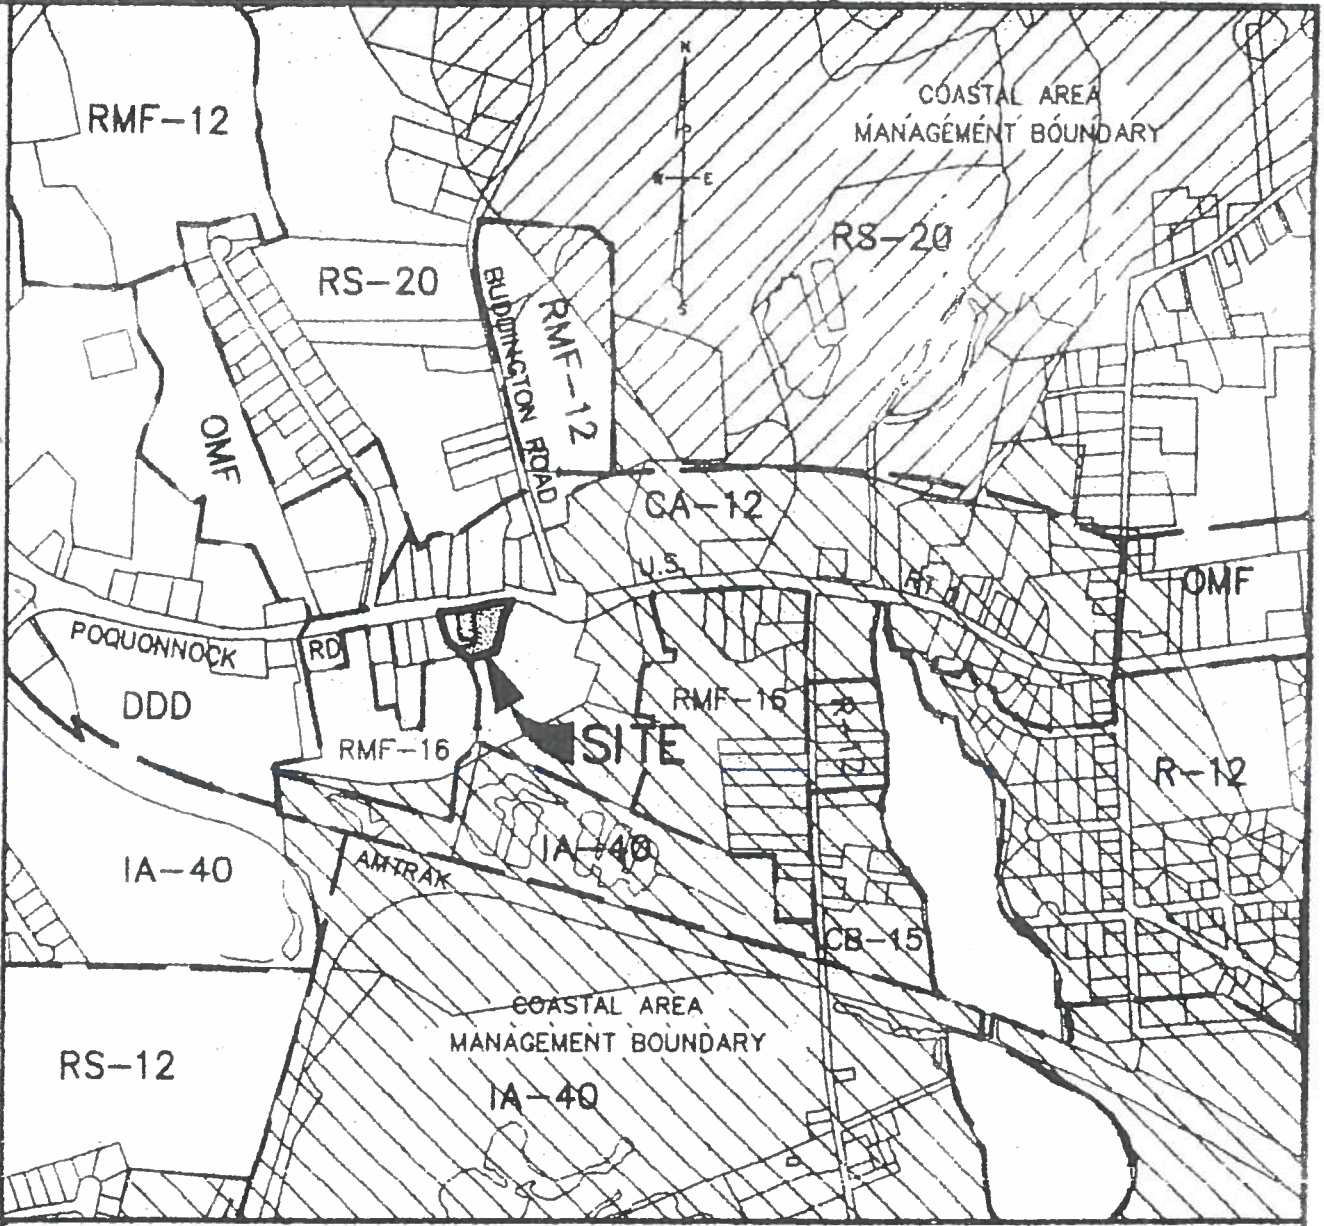 N
W E
S
COASTAL AREA
MANAGEMENT BOUNDARY
RMF-12
RS-20
RS-20
BUDDINGTON ROAD
RMF-12
OMF
CA-12
U.S.
RT
OMF
POQUONNOCK
RD
DDD
RMF-16
SITE
RMF-16
R-12
IA-40
AMTRAK
IA-40
CB-15
COASTAL AREA
MANAGEMENT BOUNDARY
RS-12
IA-40